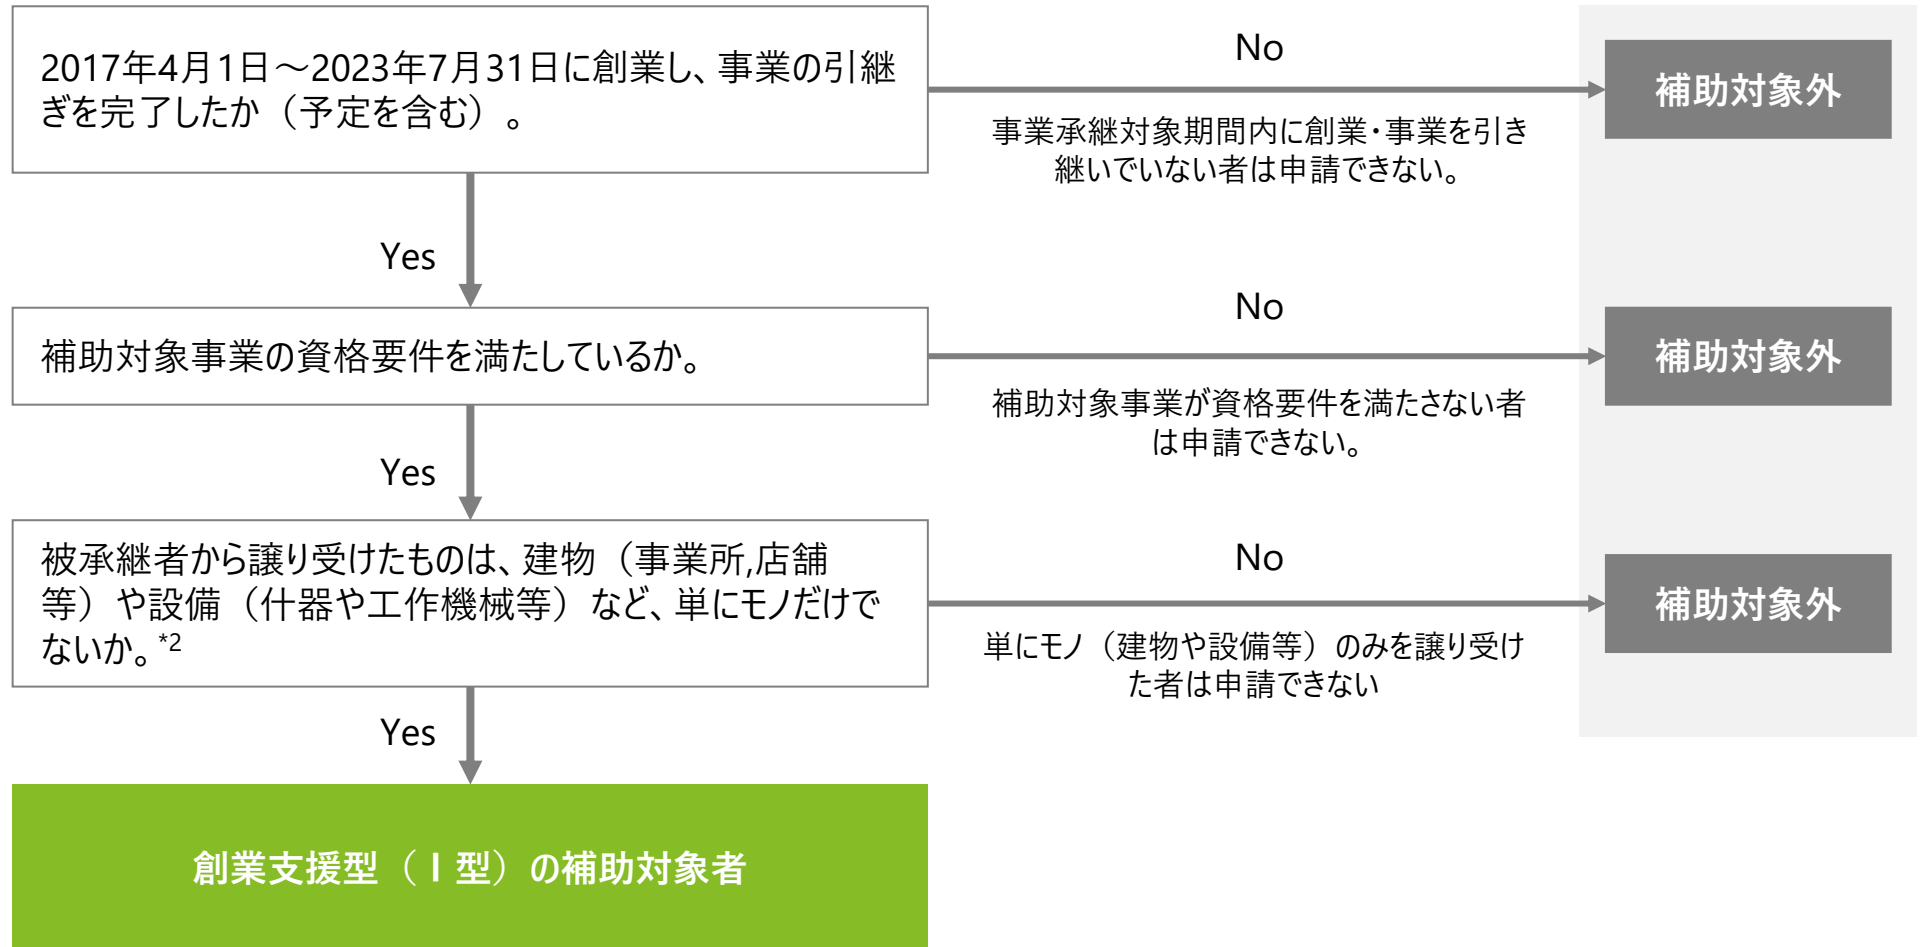 2017年4月1日～2023年7月31日に創業し、事業の引継
ぎを完了したか（予定を含む）。
No
補助対象外
事業承継対象期間内に創業・事業を引き
継いでいない者は申請できない。
Yes
補助対象事業の資格要件を満たしているか。
No
補助対象外
補助対象事業が資格要件を満たさない者
は申請できない。
Yes
被承継者から譲り受けたものは、建物（事業所,店舗
等）や設備（什器や工作機械等）など、単にモノだけで
ないか。*2
No
補助対象外
単にモノ（建物や設備等）のみを譲り受け
た者は申請できない
Yes
創業支援型（Ⅰ型）の補助対象者